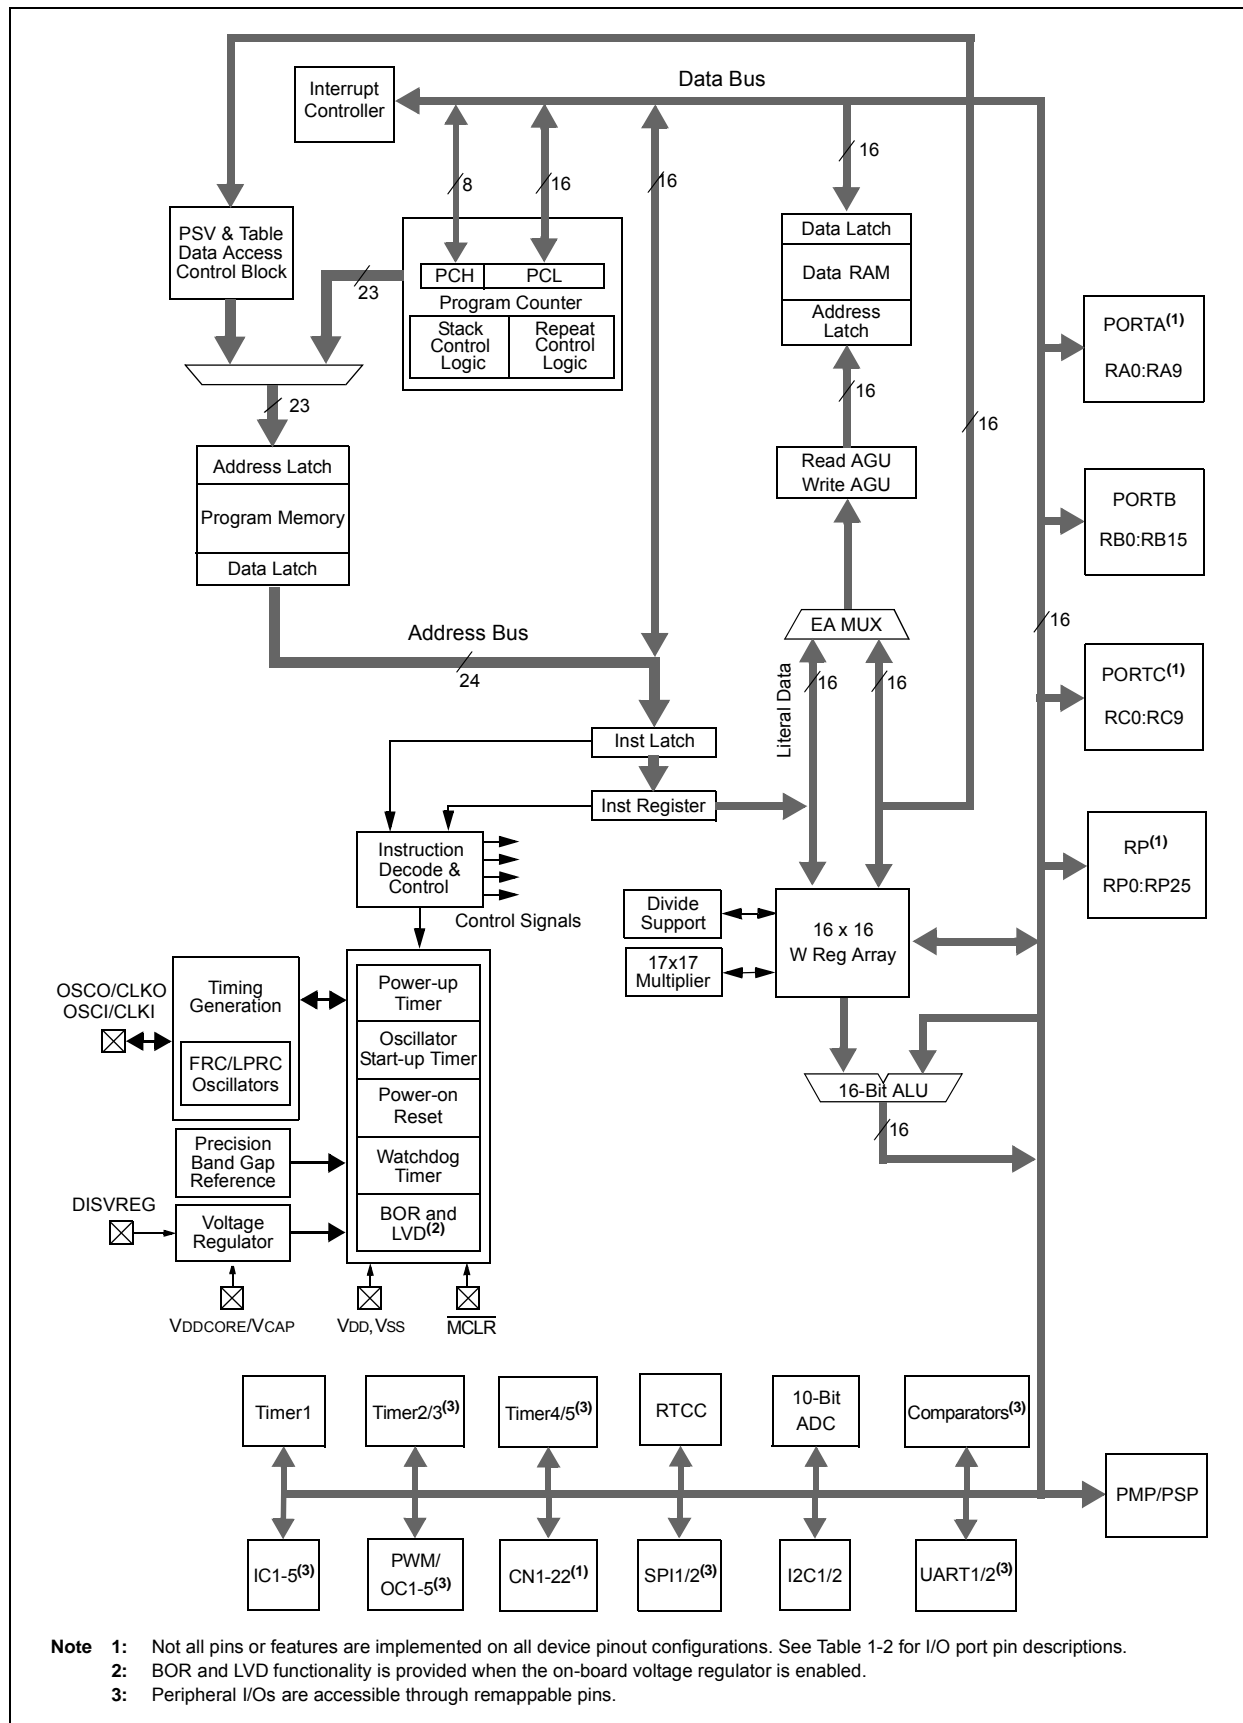 Data Bus
Interrupt
Controller
16
8
16
16
PSV & Table
Data Access
Control Block
Data Latch
Data RAM
Address
Latch
PCH
PCL
23
Program Counter
Stack
Control
Logic
Repeat
Control
Logic
PORTA(1)
RA0:RA9
16
23
16
Address Latch
Program Memory
Data Latch
Read AGU
Write AGU
PORTB
RB0:RB15
EA MUX
16
Address Bus
24
Literal Data
16
16
PORTC(1)
RC0:RC9
Inst Latch
Inst Register
Instruction
Decode &
Control
Control Signals
RP(1)
RP0:RP25
Divide
Support
17x17
Multiplier
16 x 16
W Reg Array
OSCO/CLKO
OSCI/CLKI
Timing
Generation
FRC/LPRC
Oscillators
Power-up
Timer
Oscillator
Start-up Timer
Power-on
Reset
Watchdog
Timer
BOR and
LVD(2)
16-Bit ALU
16
Precision
Band Gap
Reference
DISVREG
Voltage
Regulator
VDDCORE/VCAP
VDD, VSS
MCLR
Timer1
Timer2/3(3)
Timer4/5(3)
RTCC
10-Bit
ADC
Comparators(3)
PMP/PSP
IC1-5(3)
PWM/
OC1-5(3)
CN1-22(1)
SPI1/2(3)
I2C1/2
UART1/2(3)
Note 1: Not all pins or features are implemented on all device pinout configurations. See Table 1-2 for I/O port pin descriptions.
2: BOR and LVD functionality is provided when the on-board voltage regulator is enabled.
3: Peripheral I/Os are accessible through remappable pins.